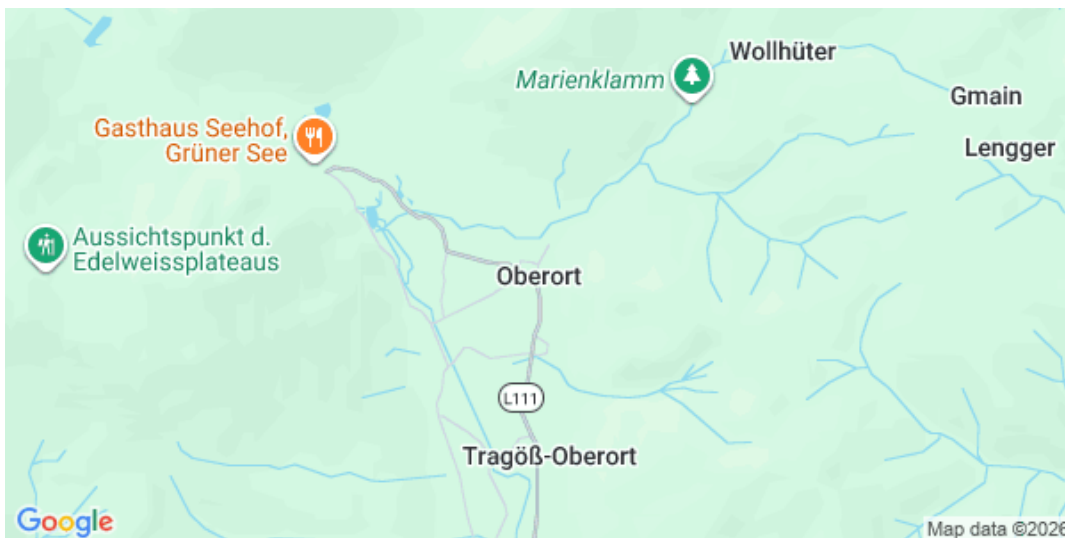 Wollhüter
Marienklamm
Gmain
Gasthaus Seehof,
Grüner See
Lengger
Aussichtspunkt d.
Edelweissplateaus
Oberort
L111
Tragöß-Oberort
Google
Map data ©2026